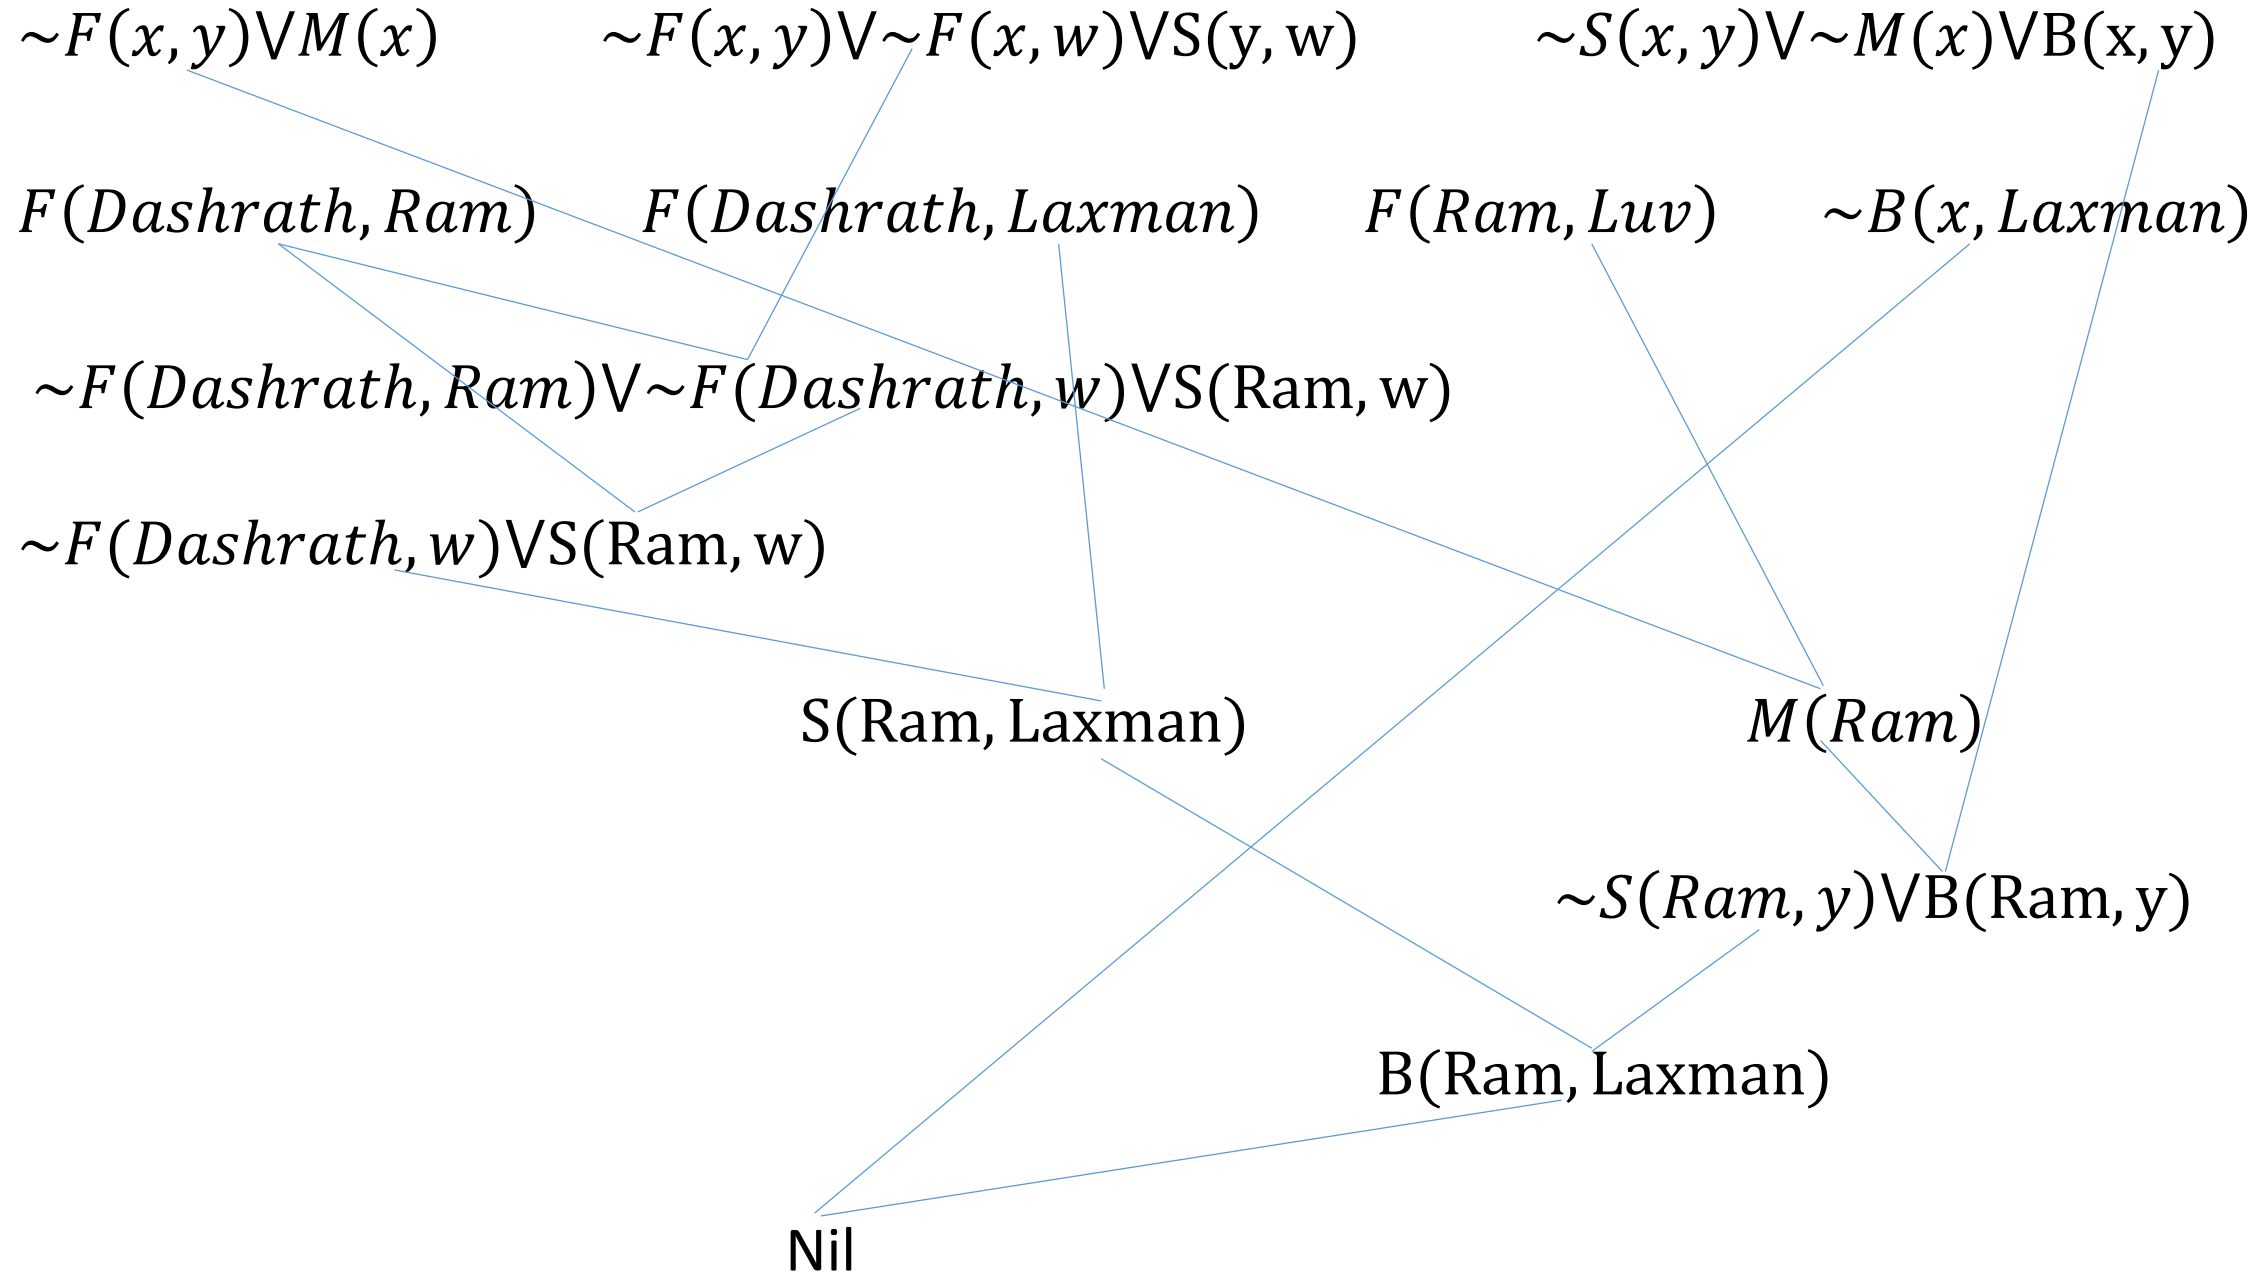 ~F(x,y)⋁M(x) ~F(x,y)⋁~F(x,w)⋁S(y,w) ~S(x,y)⋁~M(x)⋁B(x,y)
F(Dashrath,Ram) F(Dashrath,Laxman) F(Ram,Luv) ~B(x,Laxman)
~F(Dashrath,Ram)⋁~F(Dashrath,w)⋁S(Ram,w)
~F(Dashrath,w)⋁S(Ram,w)
S(Ram,Laxman) M(Ram)
~S(Ram,y)⋁B(Ram,y)
B(Ram,Laxman)
Nil